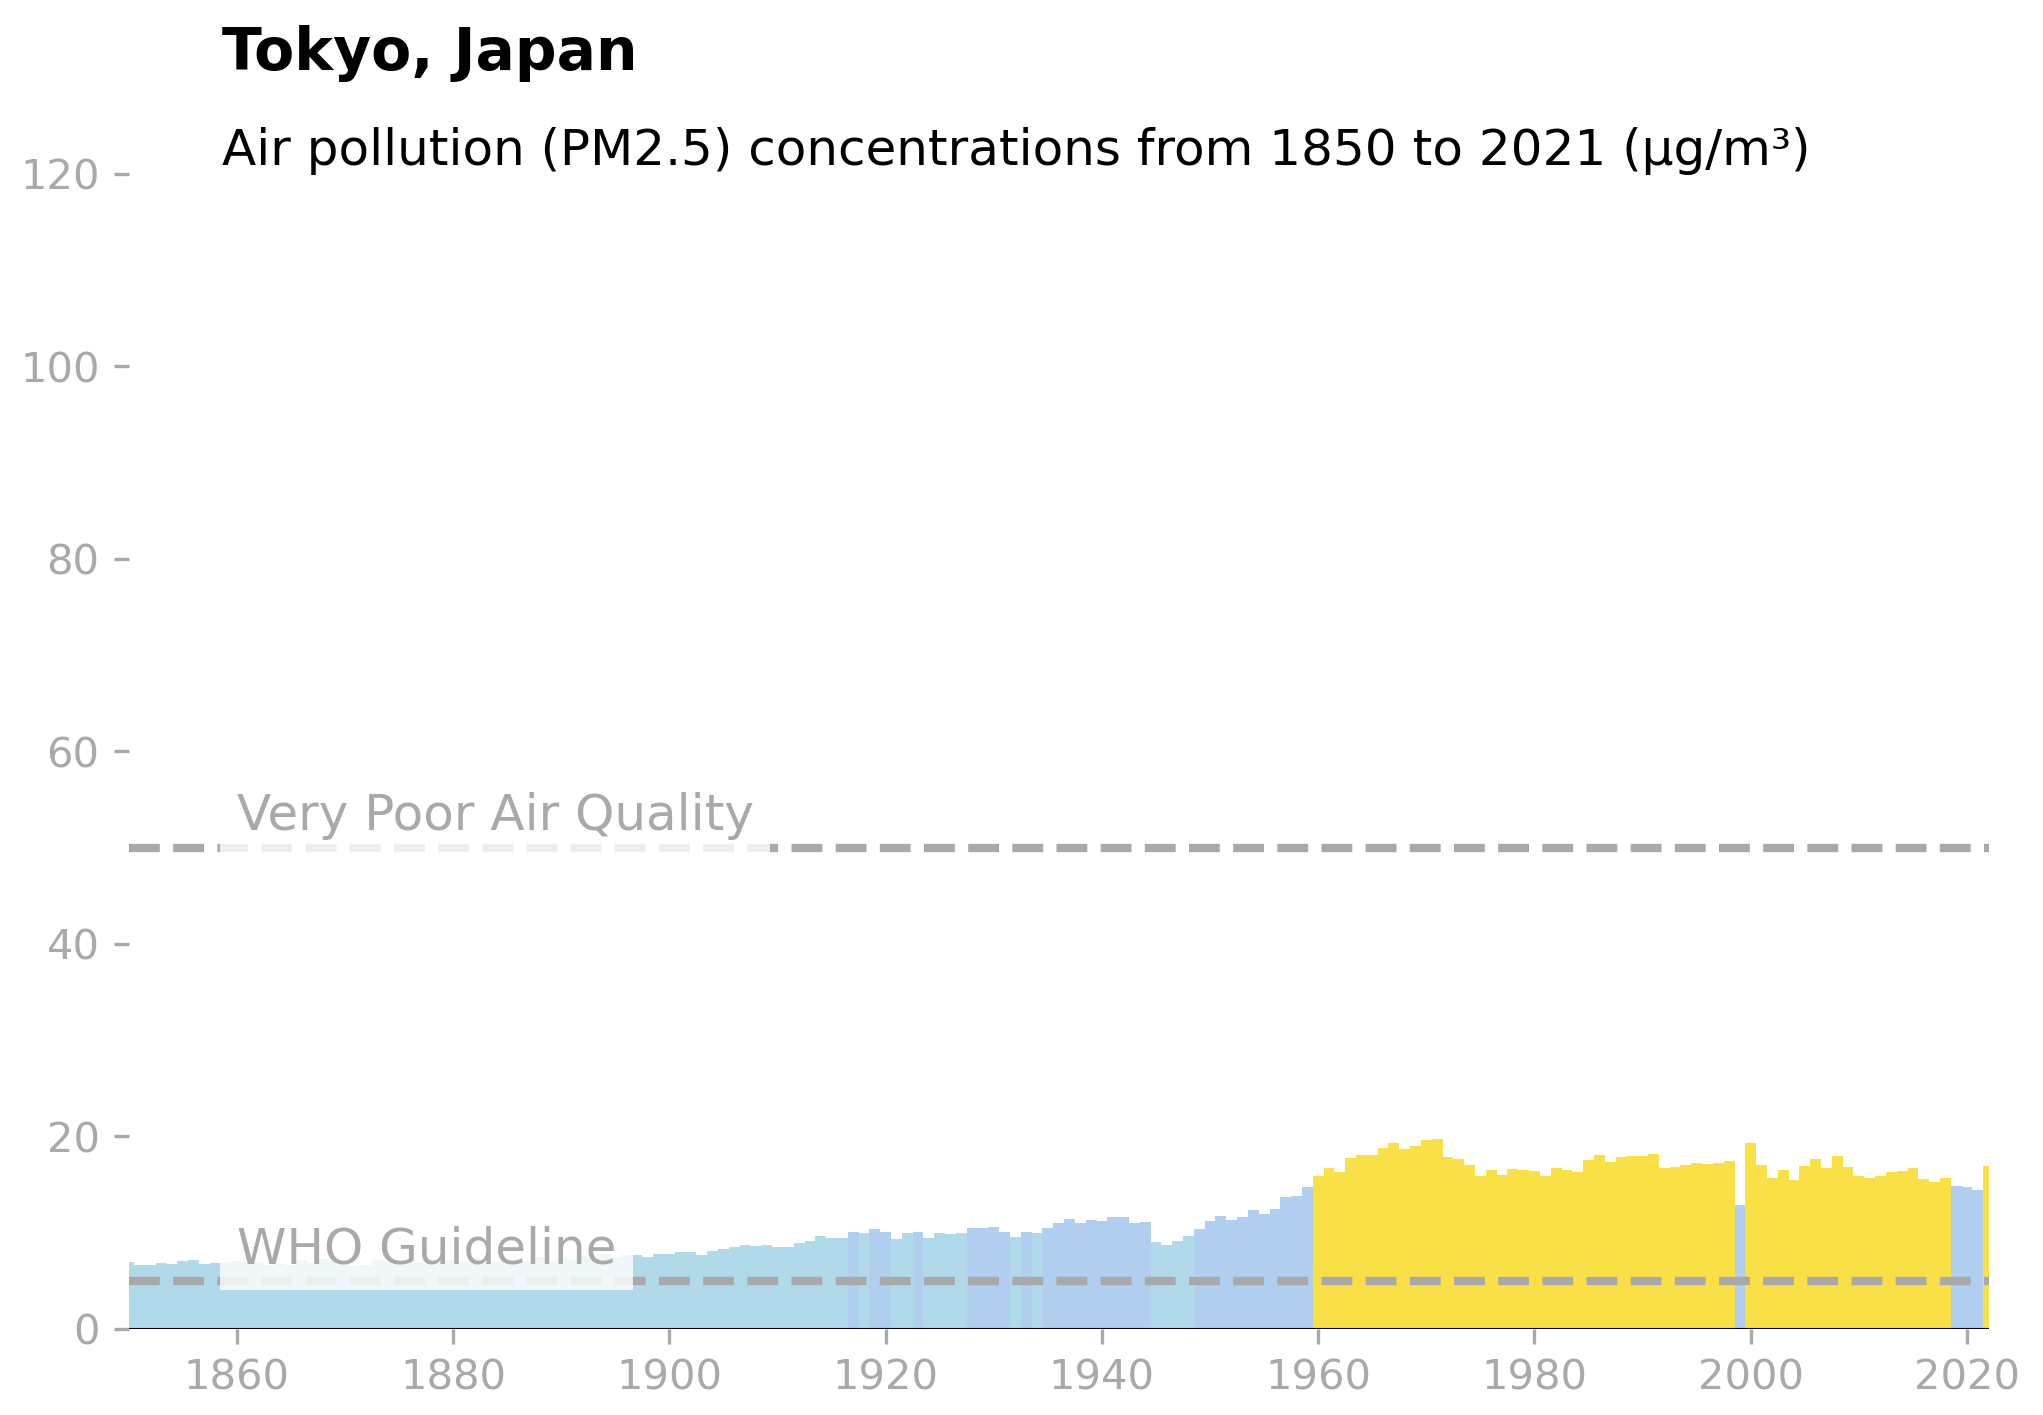 Tokyo, Japan
Air pollution (PM2.5) concentrations from 1850 to 2021 (µg/m³)
120
100
80
60
Very Poor Air Quality
40
20
WHO Guideline
0
1860 1880 1900 1920 1940 1960 1980 2000 2020